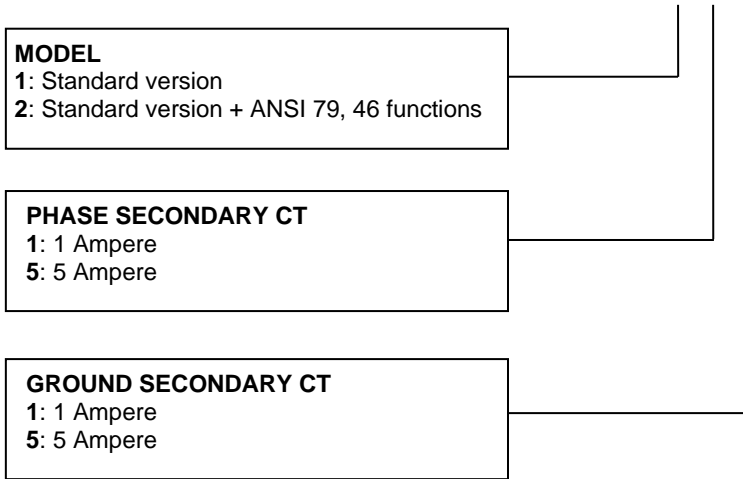 MODEL
1: Standard version
2: Standard version + ANSI 79, 46 functions
PHASE SECONDARY CT
1: 1 Ampere
5: 5 Ampere
GROUND SECONDARY CT
1: 1 Ampere
5: 5 Ampere